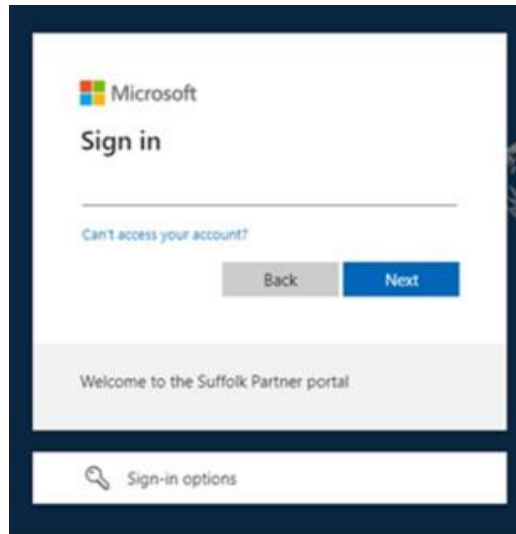 Microsoft
Sign in
Can't access your account?
Back
Next
Welcome to the Suffolk Partner portal
Sign-in options